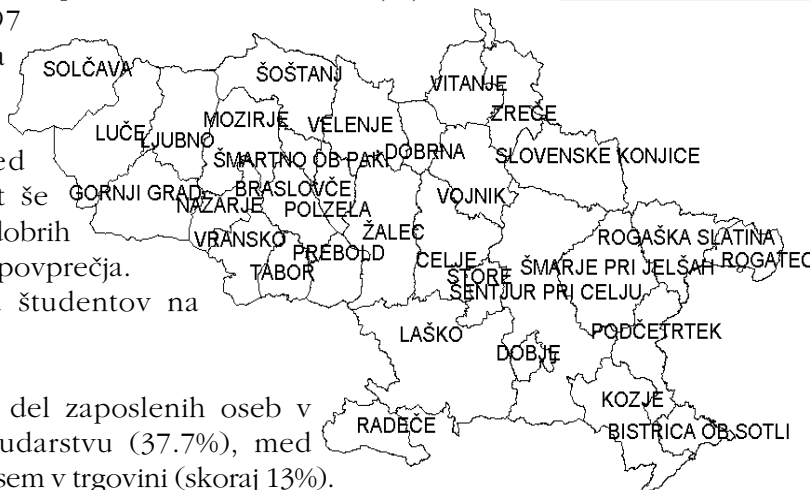 97
a
ed
t še
dobrih
povprečja.
študentov na
del zaposlenih oseb v
udarstvu (37.7%), med
sem v trgovini (skoraj 13%).
SOLČAVA
ŠOŠTANJ
VITANJE
ZREČE
LUČE
LJUBNO
MOZIRJE
VELENJE
ŠMARTNO OB PAKI
DOBRNA
SLOVENSKE KONJICE
GORNJI GRAD
NAZARJE
BRASLOVČE
POLZELA
VOJNIK
VRANSKO
PREBOLD
ŽALEC
TABOR
CELJE
ŠTORE
ŠENTJUR PRI CELJU
ŠMARJE PRI JELŠAH
ROGAŠKA SLATINA
ROGATEC
LAŠKO
DOBJE
PODČETRTEK
KOZJE
RADEČE
BISTRICA OB SOTLI